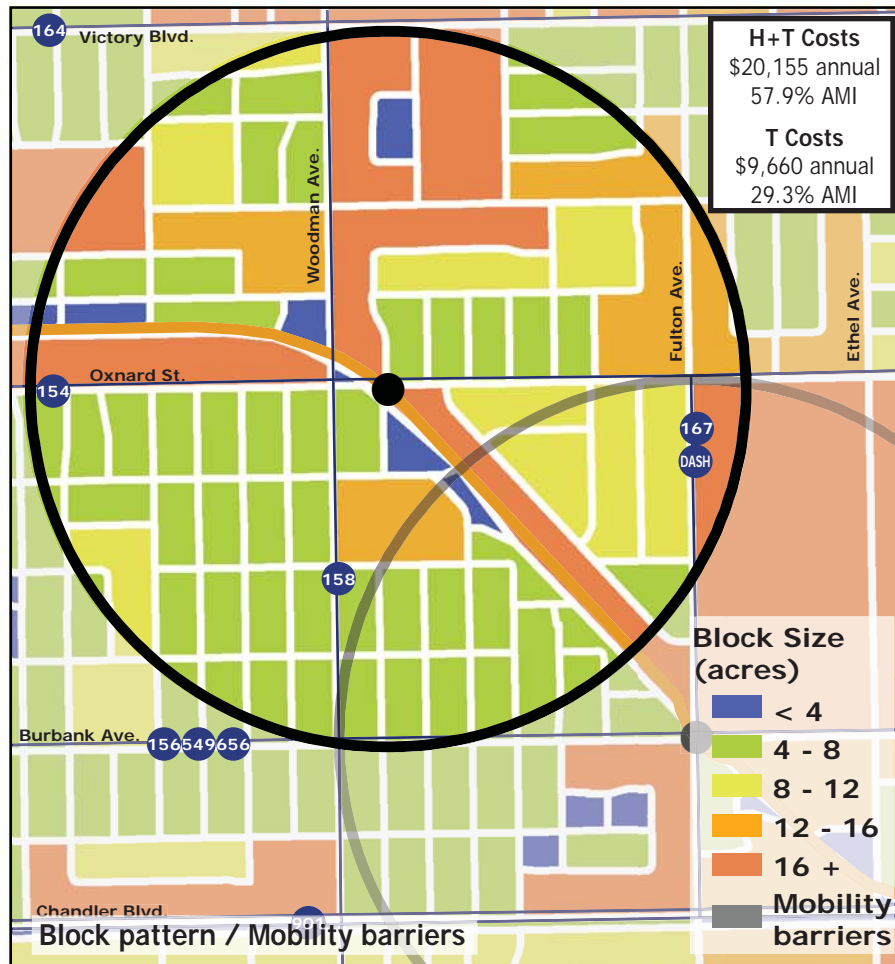 164
Victory Blvd.
H+T Costs
$20,155 annual
57.9% AMI
T Costs
$9,660 annual
29.3% AMI
Woodman Ave.
Fulton Ave.
Ethel Ave.
Oxnard St.
154
167
DASH
158
Burbank Ave.
156
549
656
Block Size
(acres)
< 4
4 - 8
8 - 12
12 - 16
16 +
Mobility
barriers
Chandler Blvd.
Block pattern / Mobility barriers